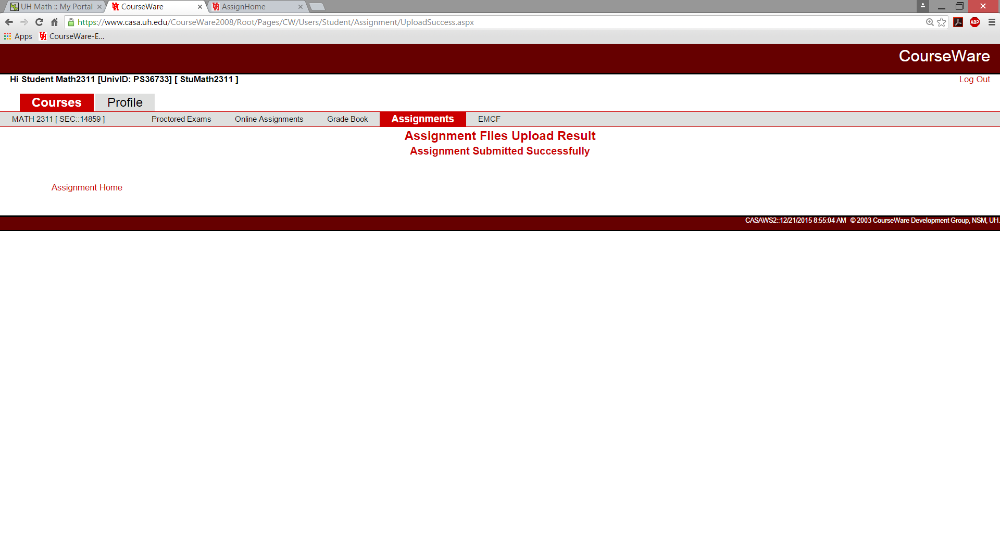 UH Math :: My Portal
CourseWare
AssignHome
https://www.casa.uh.edu/CourseWare2008/Root/Pages/CW/Users/Student/Assignment/UploadSuccess.aspx
ABP
Apps
CourseWare-E...
CourseWare
Hi Student Math2311 [UnivID: PS36733] [ StuMath2311 ]
Log Out
Courses
Profile
MATH 2311 [ SEC::14859 ]
Proctored Exams
Online Assignments
Grade Book
Assignments
EMCF
Assignment Files Upload Result
Assignment Submitted Successfully
Assignment Home
CASAWS2::12/21/2015 8:55:04 AM © 2003 CourseWare Development Group, NSM, UH.